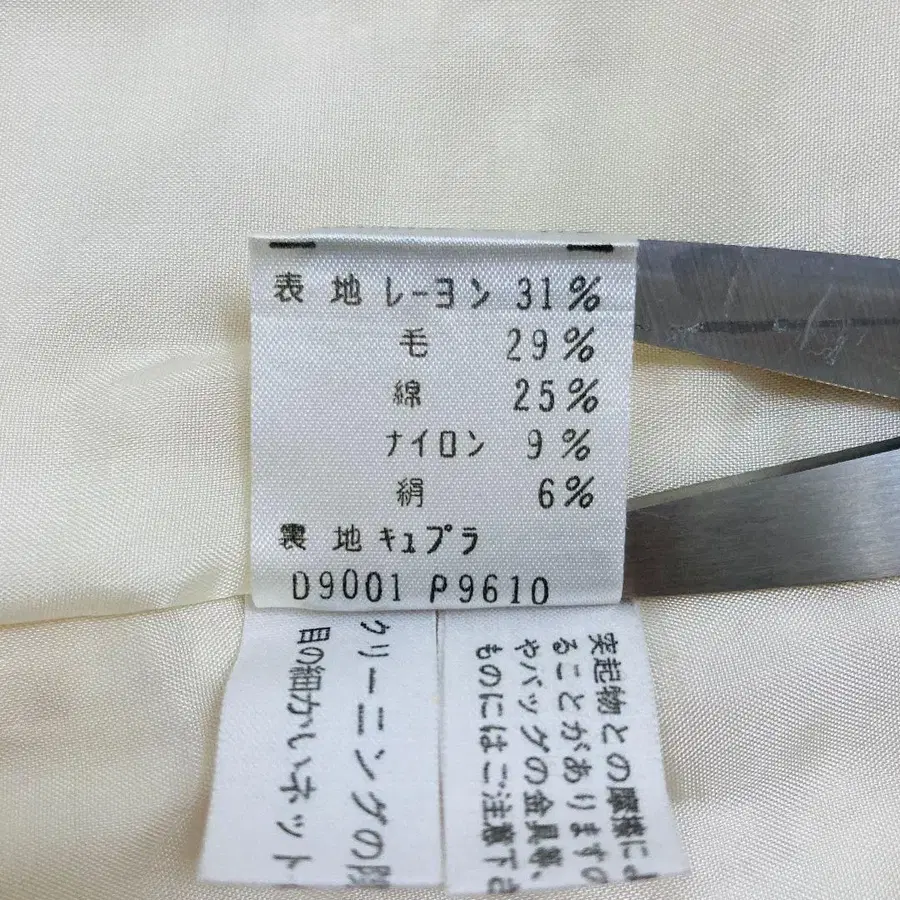 表地 レーヨン 31%
毛 29%
綿 25%
ナイロン 9%
絹 6%
裏地 キュプラ
D9001 P9610
クリーニングの際
目の細かいネット
突起物との摩擦によ
ることがあります。
やバッグの金具等、
ものにはご注意下さ